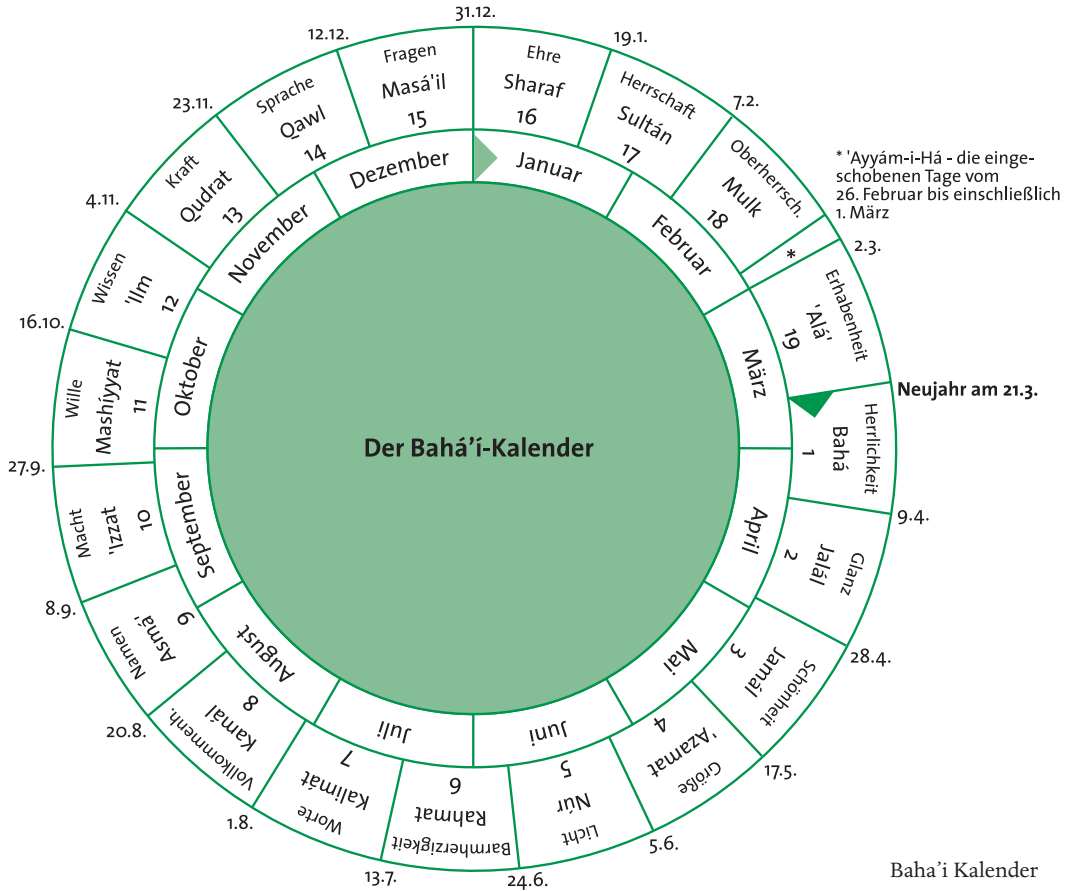 31.12.
Ehre
Sharaf
16
19.1.
Herrschaft
Sultán
17
7.2.
Oberherrsch.
Mulk
18
*
* 'Ayyám-i-Há - die einge-
schobenen Tage vom
26. Februar bis einschließlich
1. März
2.3.
Erhabenheit
'Alá'
19
Neujahr am 21.3.
Herrlichkeit
Bahá
1
9.4.
Glanz
Jalál
2
28.4.
Schönheit
Jamál
3
17.5.
Größe
'Azamat
4
5.6.
Licht
Núr
5
24.6.
Barmherzigkeit
Rahmat
6
13.7.
Worte
Kalimát
7
1.8.
Vollkommenh.
Kamál
8
20.8.
Namen
Asmá'
9
8.9.
Macht
'Izzat
10
27.9.
Wille
Mashíyyat
11
16.10.
Wissen
'Ilm
12
4.11.
Kraft
Qudrat
13
23.11.
Sprache
Qawl
14
12.12.
Fragen
Masá'il
15
Januar
Februar
März
April
Mai
Juni
Juli
August
September
Oktober
November
Dezember
Der Bahá’í-Kalender
Baha’i Kalender